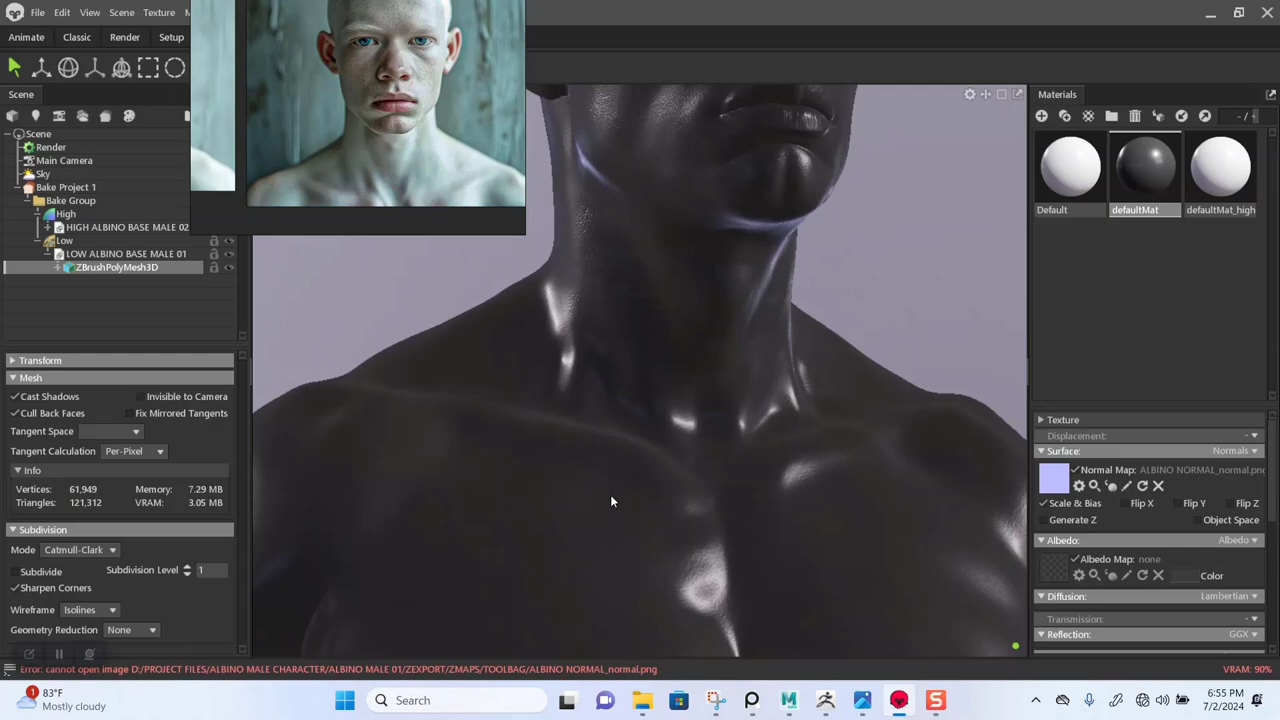 File Edit View Scene Texture Materials
Animate Classic Render Setup
Scene
- /
Scene
Render
Main Camera
Sky
Bake Project 1
Bake Group
High
HIGH ALBINO BASE MALE 02
Low
LOW ALBINO BASE MALE 01
ZBrushPolyMesh3D
Default defaultMat defaultMat_high
Transform
Mesh
Cast Shadows Invisible to Camera
Cull Back Faces Fix Mirrored Tangents
Tangent Space
Tangent Calculation Per-Pixel
Info
Vertices: 61,949 Memory: 7.29 MB
Triangles: 121,312 VRAM: 3.05 MB
Subdivision
Mode Catmull-Clark
Subdivide Subdivision Level 1
Sharpen Corners
Wireframe Isolines
Geometry Reduction None
Texture
Displacement: -
Surface: Normals
Normal Map: ALBINO NORMAL_normal.png
Scale & Bias Flip X Flip Y Flip Z
Generate Z Object Space
Albedo: Albedo
Albedo Map: none
Color
Diffusion: Lambertian
Transmission: -
Reflection: GGX
Error: cannot open image D:/PROJECT FILES/ALBINO MALE CHARACTER/ALBINO MALE 01/ZEXPORT/ZMAPS/TOOLBAG/ALBINO NORMAL_normal.png VRAM: 90%
1
83°F
Mostly cloudy
Search
6:55 PM
7/2/2024